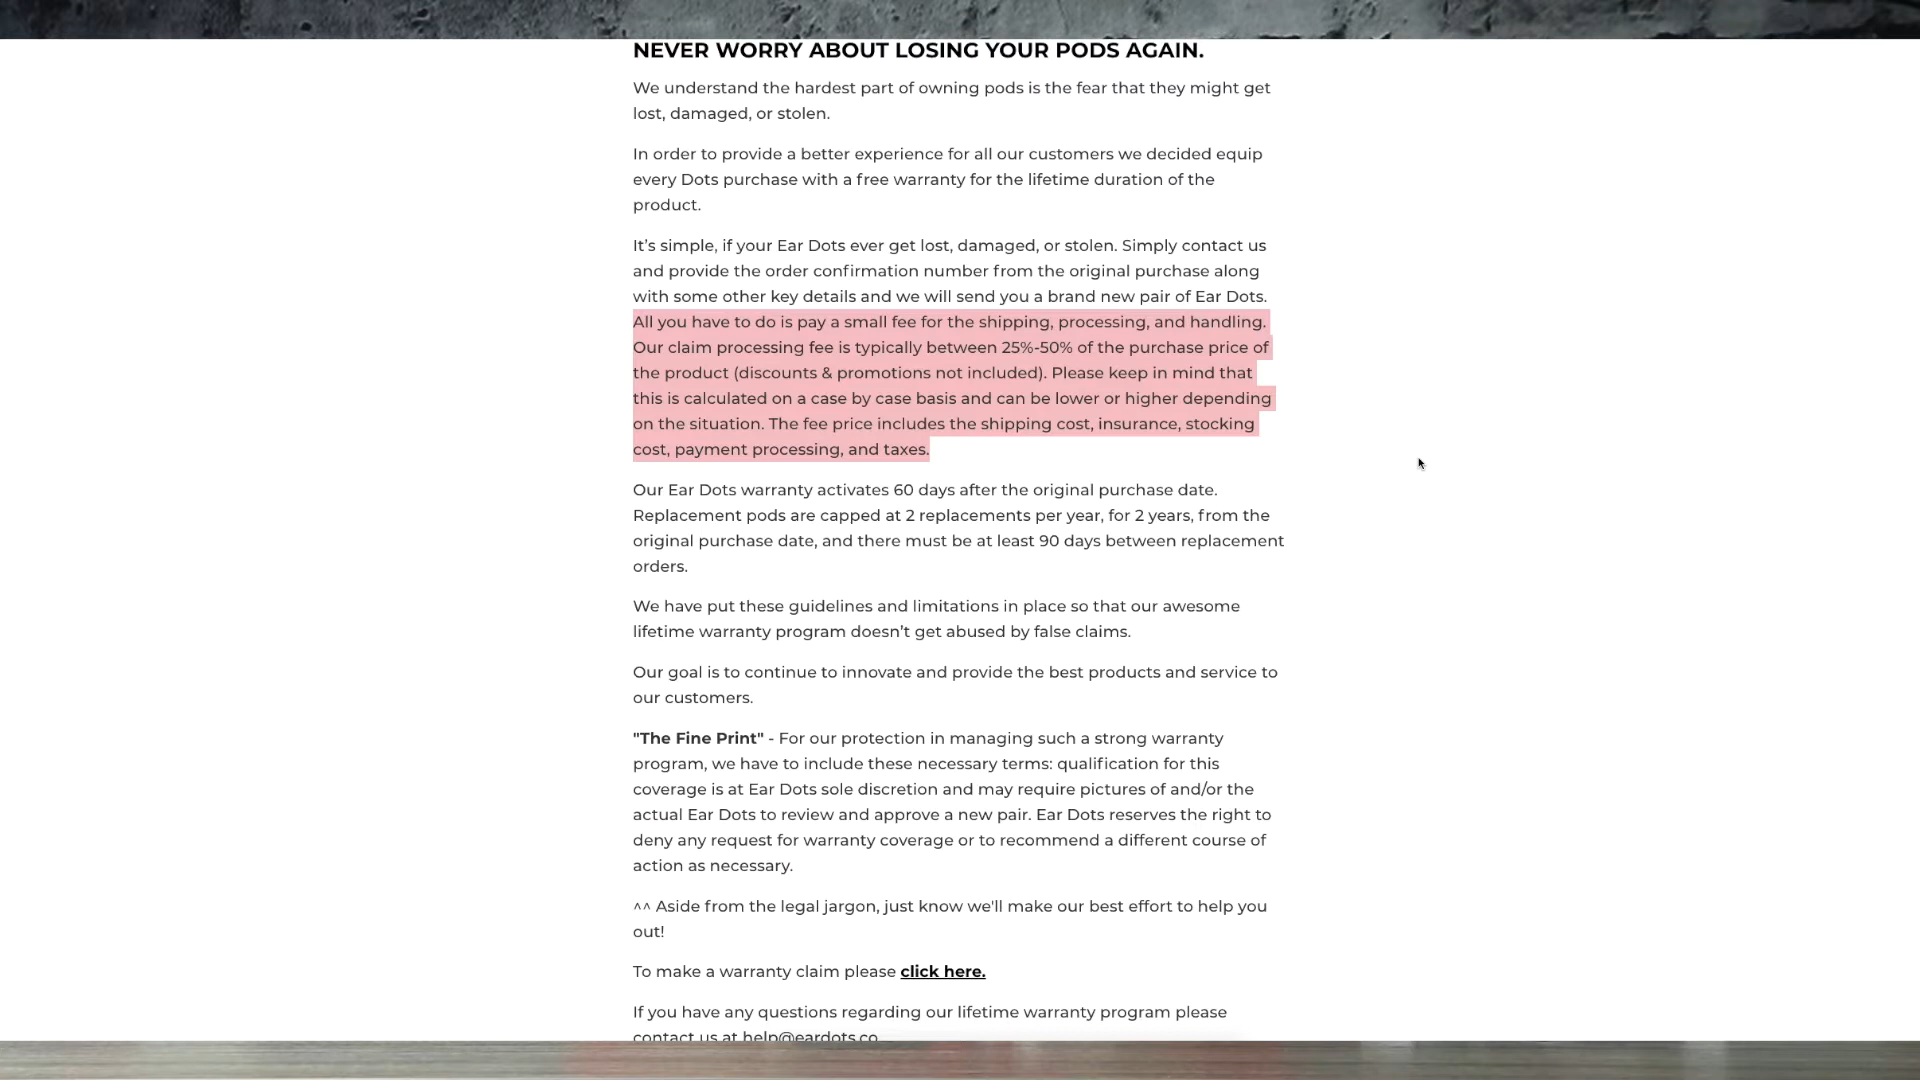 NEVER WORRY ABOUT LOSING YOUR PODS AGAIN.
We understand the hardest part of owning pods is the fear that they might get
lost, damaged, or stolen.
In order to provide a better experience for all our customers we decided equip
every Dots purchase with a free warranty for the lifetime duration of the
product.
It’s simple, if your Ear Dots ever get lost, damaged, or stolen. Simply contact us
and provide the order confirmation number from the original purchase along
with some other key details and we will send you a brand new pair of Ear Dots.
All you have to do is pay a small fee for the shipping, processing, and handling.
Our claim processing fee is typically between 25%-50% of the purchase price of
the product (discounts & promotions not included). Please keep in mind that
this is calculated on a case by case basis and can be lower or higher depending
on the situation. The fee price includes the shipping cost, insurance, stocking
cost, payment processing, and taxes.
Our Ear Dots warranty activates 60 days after the original purchase date.
Replacement pods are capped at 2 replacements per year, for 2 years, from the
original purchase date, and there must be at least 90 days between replacement
orders.
We have put these guidelines and limitations in place so that our awesome
lifetime warranty program doesn’t get abused by false claims.
Our goal is to continue to innovate and provide the best products and service to
our customers.
"The Fine Print" - For our protection in managing such a strong warranty
program, we have to include these necessary terms: qualification for this
coverage is at Ear Dots sole discretion and may require pictures of and/or the
actual Ear Dots to review and approve a new pair. Ear Dots reserves the right to
deny any request for warranty coverage or to recommend a different course of
action as necessary.
^^ Aside from the legal jargon, just know we'll make our best effort to help you
out!
To make a warranty claim please click here.
If you have any questions regarding our lifetime warranty program please
contact us at help@eardots.co